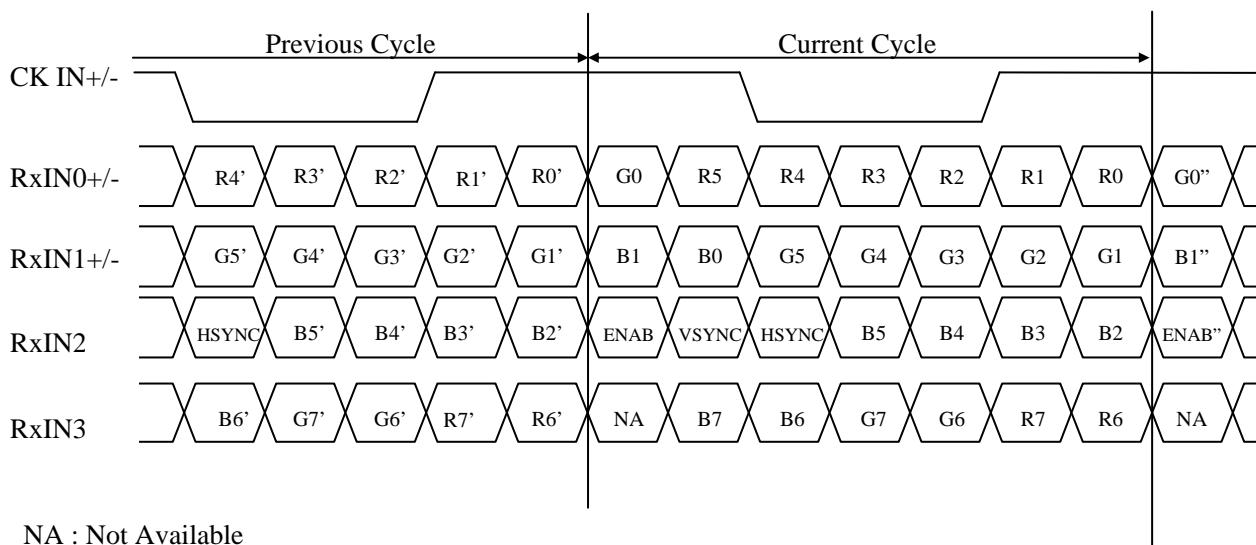 Previous Cycle Current Cycle
CK IN+/-
RxIN0+/- R4’ R3’ R2’ R1’ R0’ G0 R5 R4 R3 R2 R1 R0 G0”
RxIN1+/- G5’ G4’ G3’ G2’ G1’ B1 B0 G5 G4 G3 G2 G1 B1”
RxIN2 HSYNC B5’ B4’ B3’ B2’ ENAB VSYNC HSYNC B5 B4 B3 B2 ENAB”
RxIN3 B6’ G7’ G6’ R7’ R6’ NA B7 B6 G7 G6 R7 R6 NA
NA : Not Available